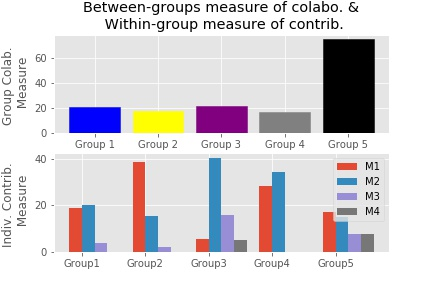 Between-groups measure of colabo. &
Within-group measure of contrib.
Group Colab.
Measure
60
40
20
0
Group 1 Group 2 Group 3 Group 4 Group 5
Indiv. Contrib.
Measure
40
20
0
M1
M2
M3
M4
Group1 Group2 Group3 Group4 Group5